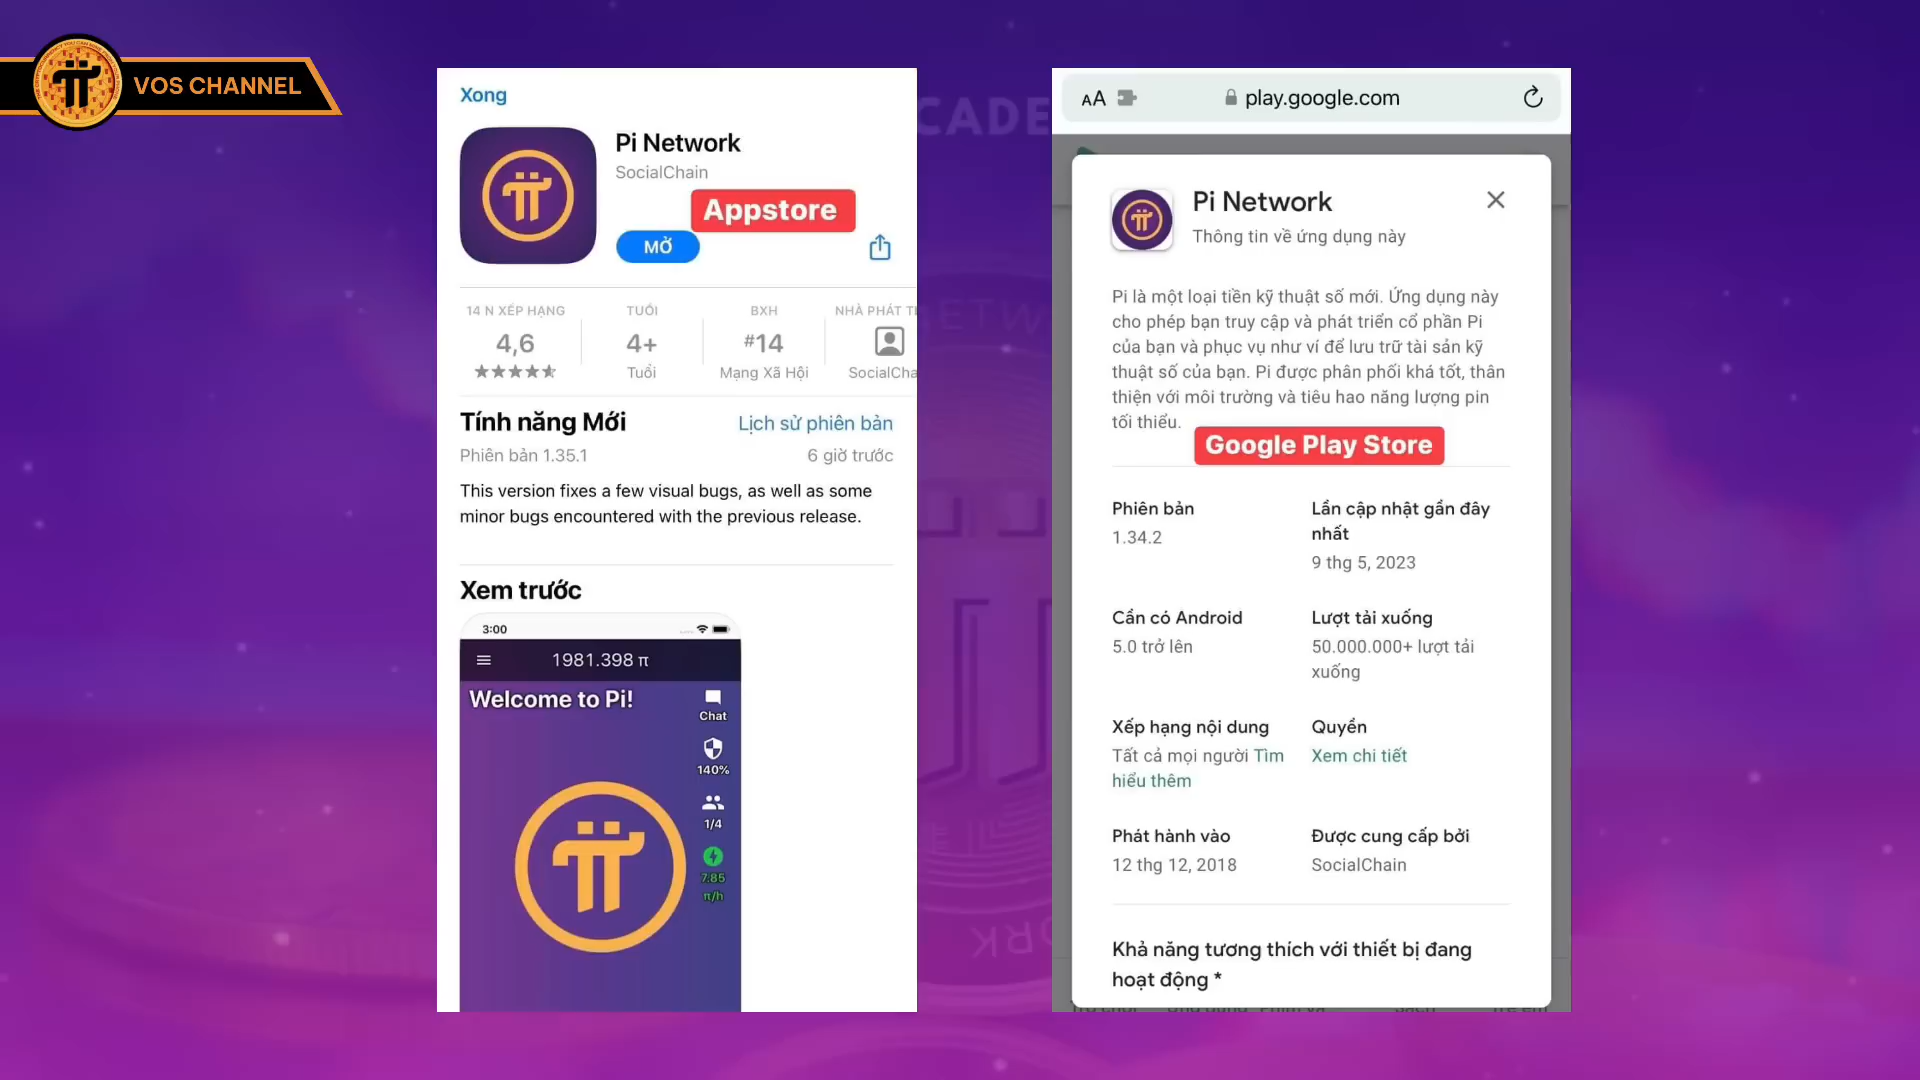 VOS CHANNEL
Xong
Pi Network
SocialChain
Appstore
MỞ
14 N XẾP HẠNG
4,6
TUỔI
4+
Tuổi
BXH
#14
Mạng Xã Hội
NHÀ PHÁT TI
SocialCha
Tính năng Mới
Lịch sử phiên bản
Phiên bản 1.35.1
6 giờ trước
This version fixes a few visual bugs, as well as some
minor bugs encountered with the previous release.
Xem trước
3:00
1981.398 π
Welcome to Pi!
Chat
140%
1/4
7.85
π/h
CADE
NETW
AA
play.google.com
Pi Network
Thông tin về ứng dụng này
Pi là một loại tiền kỹ thuật số mới. Ứng dụng này
cho phép bạn truy cập và phát triển cổ phần Pi
của bạn và phục vụ như ví để lưu trữ tài sản kỹ
thuật số của bạn. Pi được phân phối khá tốt, thân
thiện với môi trường và tiêu hao năng lượng pin
tối thiểu.
Google Play Store
Phiên bản
1.34.2
Lần cập nhật gần đây
nhất
9 thg 5, 2023
Cần có Android
5.0 trở lên
Lượt tải xuống
50.000.000+ lượt tải
xuống
Xếp hạng nội dung
Tất cả mọi người Tìm
hiểu thêm
Quyền
Xem chi tiết
Phát hành vào
12 thg 12, 2018
Được cung cấp bởi
SocialChain
Khả năng tương thích với thiết bị đang
hoạt động *